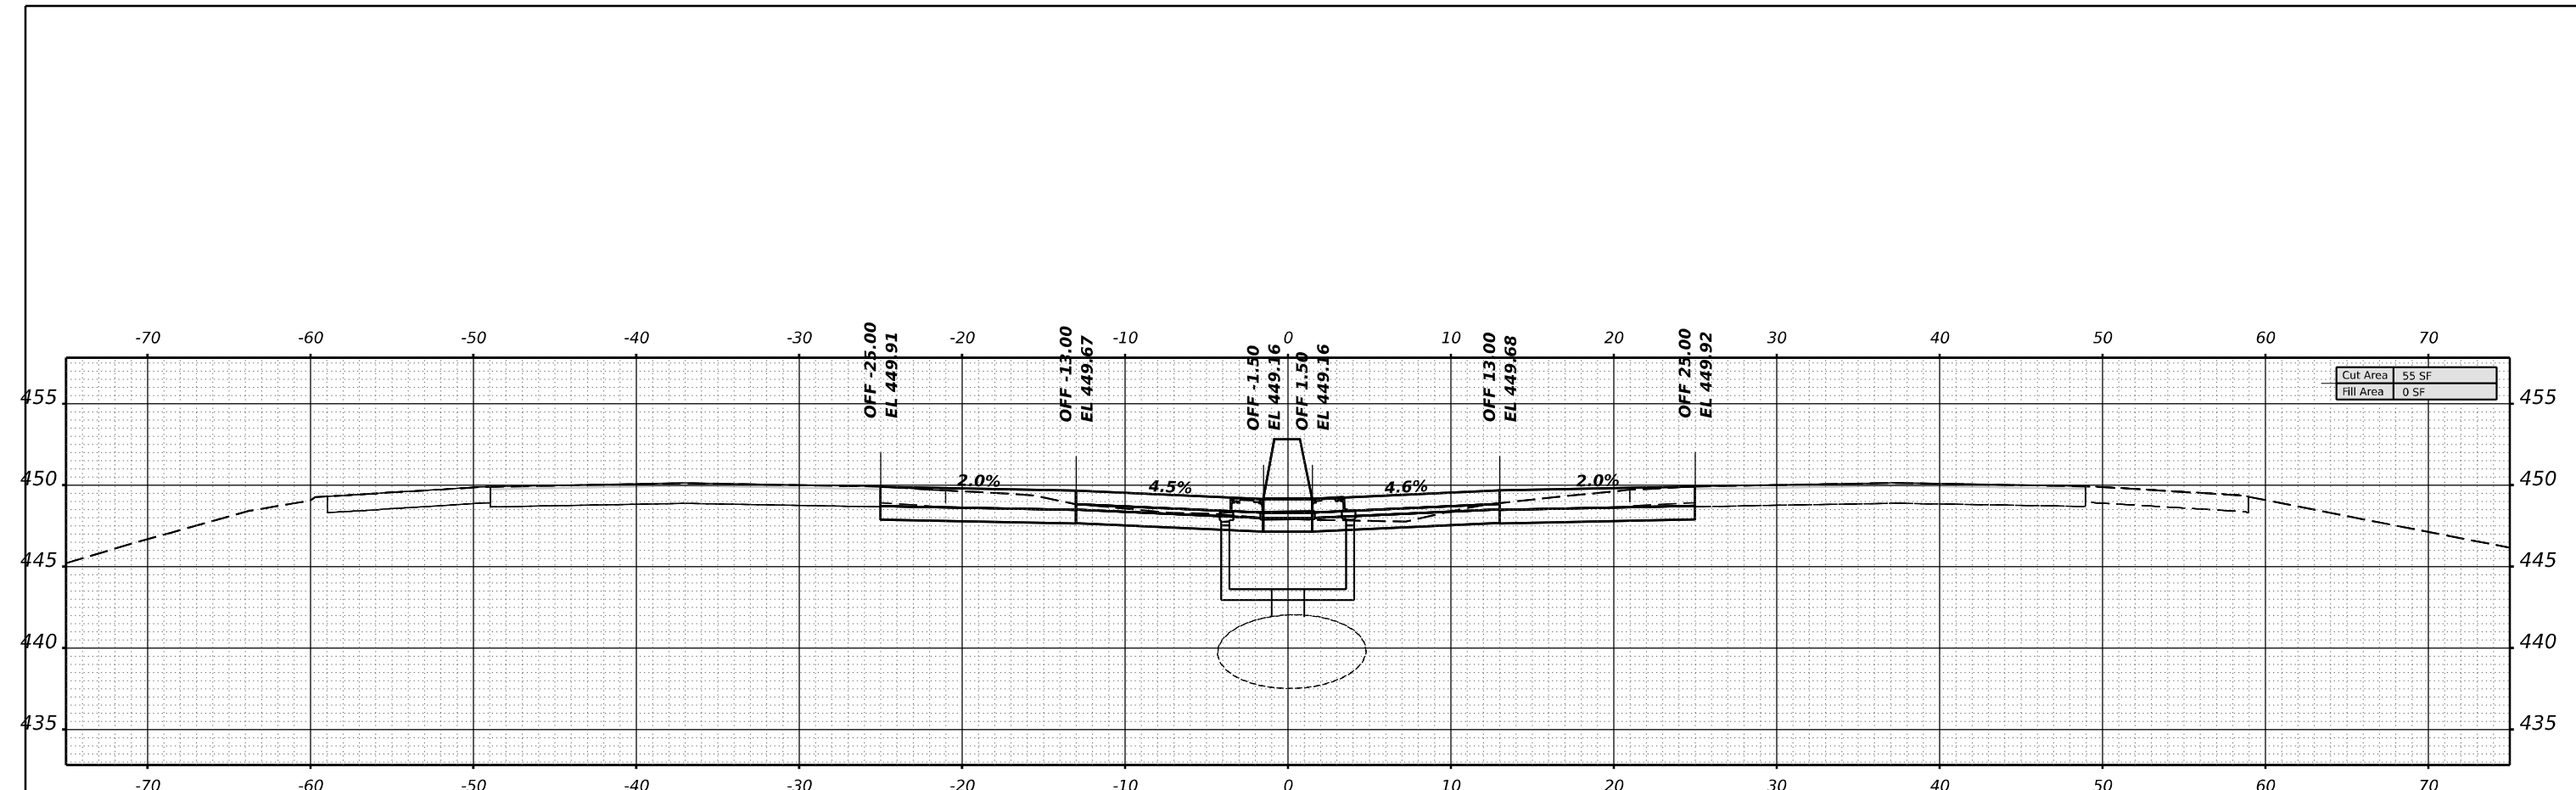 -70 -60 -50 -40 -30 -20 -10 0 10 20 30 40 50 60 70
OFF -25.00
EL 449.91
OFF -13.00
EL 449.67
OFF -1.50
EL 449.16
OFF 1.50
EL 449.16
OFF 13.00
EL 449.68
OFF 25.00
EL 449.92
Cut Area 55 SF
Fill Area 0 SF
455 455
450 2.0% 4.5% 4.6% 2.0% 450
445 445
440 440
435 435
-70 -60 -50 -40 -30 -20 -10 0 10 20 30 40 50 60 70